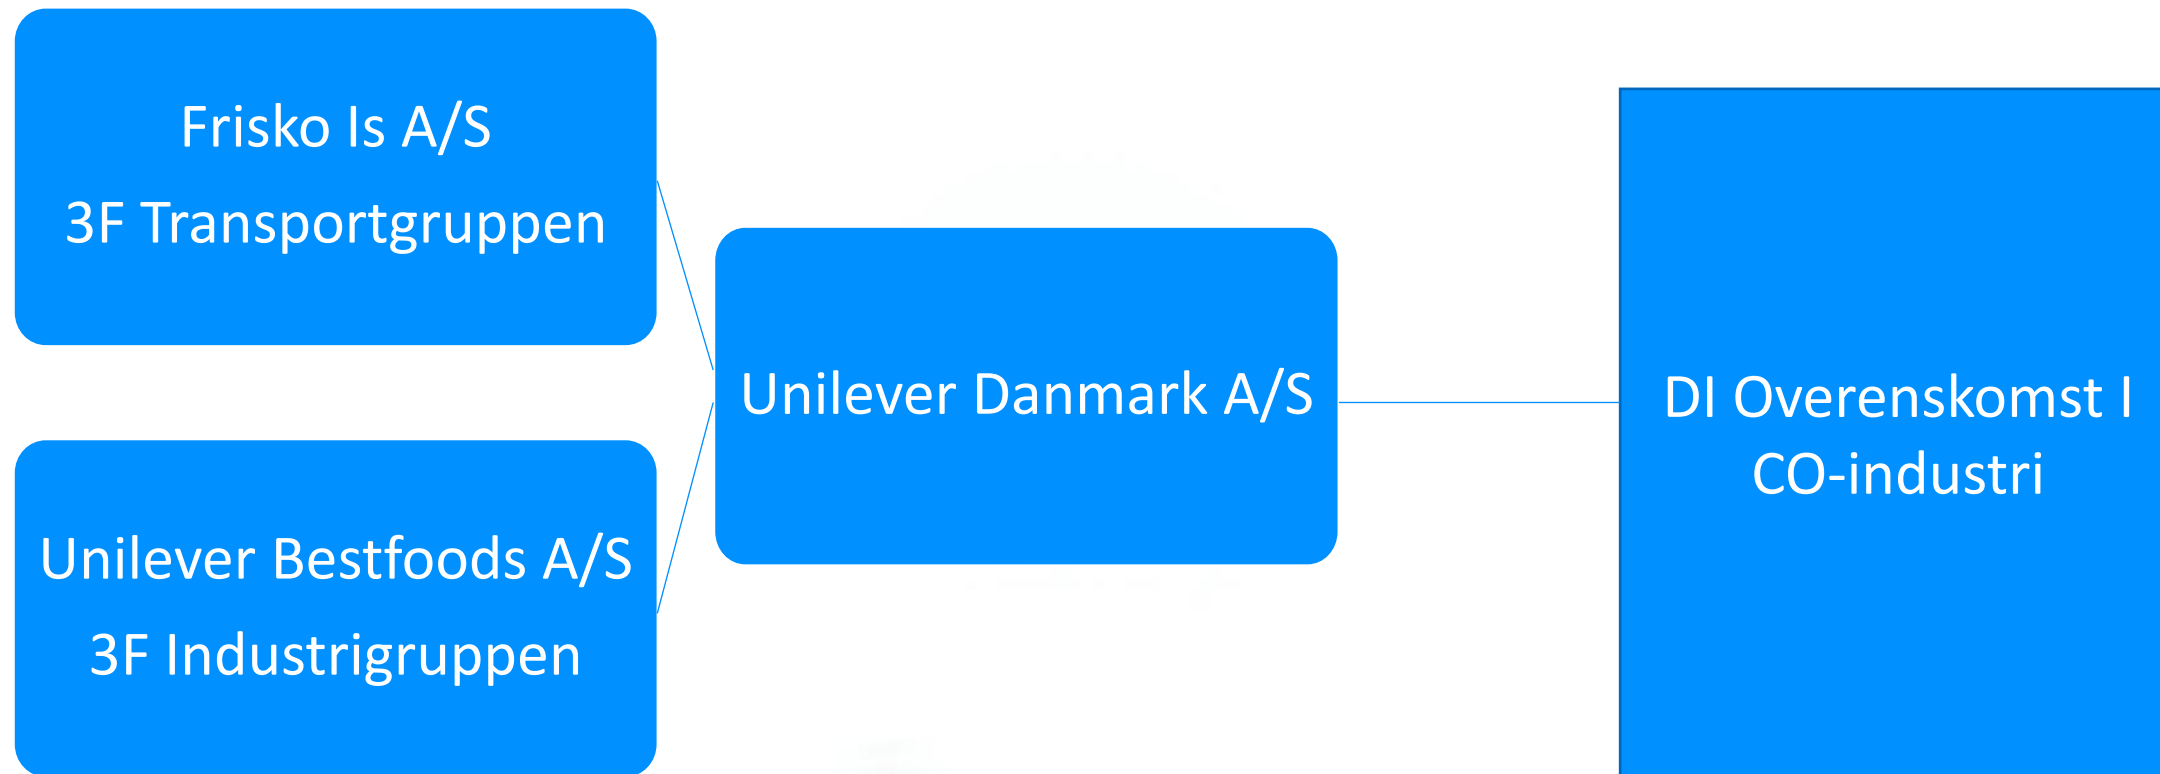 Frisko Is A/S
3F Transportgruppen
Unilever Bestfoods A/S
3F Industrigruppen
Unilever Danmark A/S
DI Overenskomst I
CO-industri